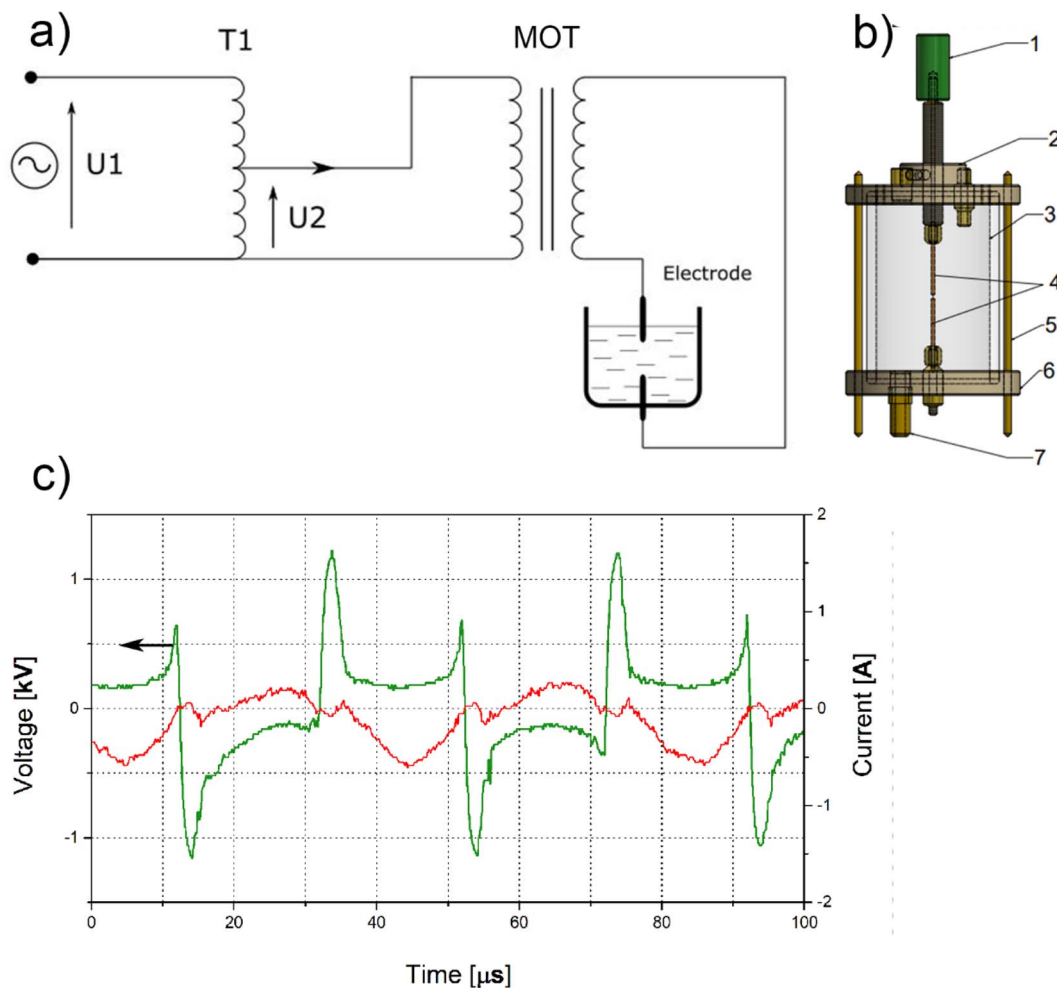 a)
T1
MOT
U1
U2
Electrode
b)
1
2
3
4
5
6
7
c)
Voltage [kV]
1
0
-1
2
1
0
-1
-2
Current [A]
0
20
40
60
80
100
Time [μs]